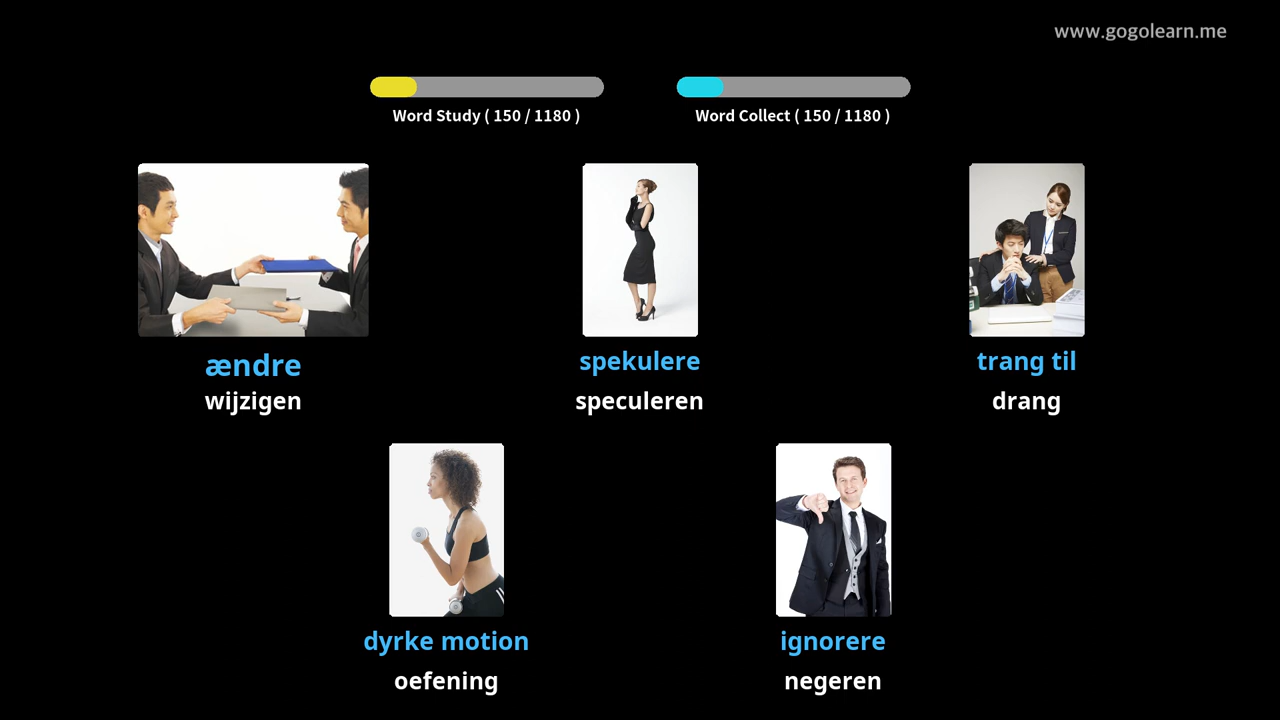 www.gogolearn.me
Word Study ( 150 / 1180 )
Word Collect ( 150 / 1180 )
ændre
wijzigen
spekulere
speculeren
trang til
drang
dyrke motion
oefening
ignorere
negeren